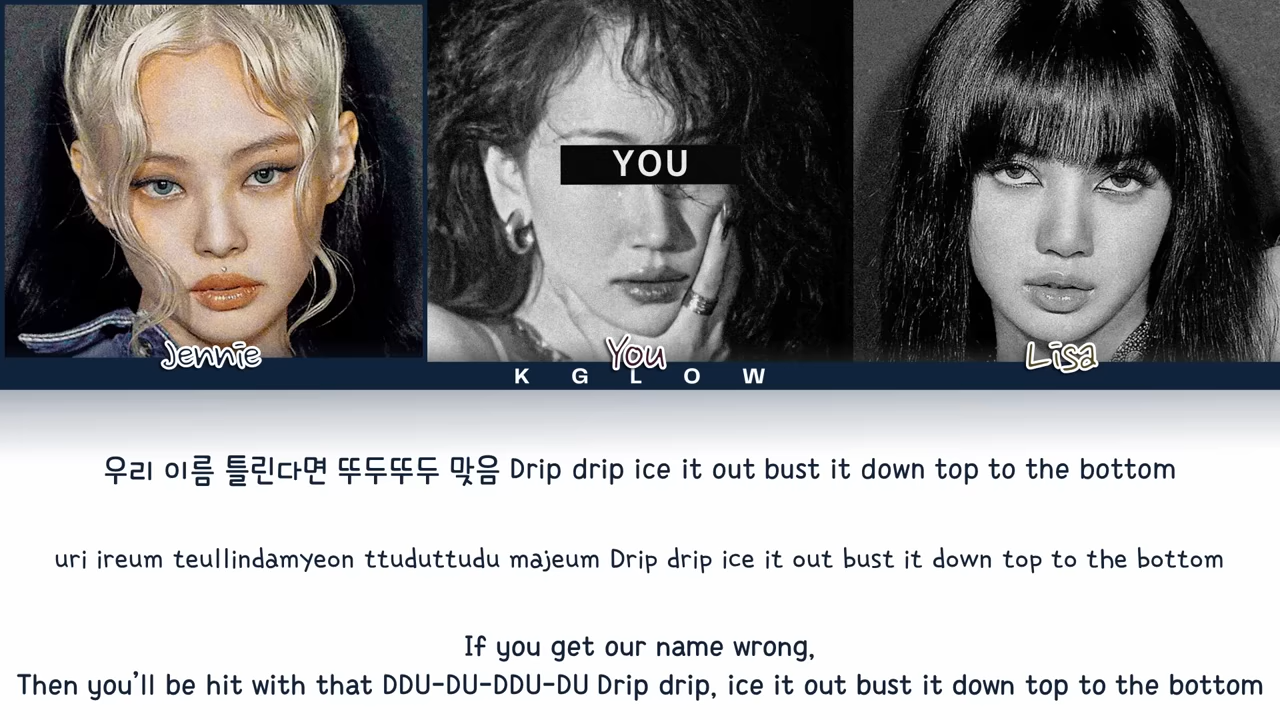 YOU
Jennie
You
Lisa
K G L O W
우리 이름 틀린다면 뚜두뚜두 맞음 Drip drip ice it out bust it down top to the bottom
uri ireum teullindamyeon ttuduttudu majeum Drip drip ice it out bust it down top to the bottom
If you get our name wrong,
Then you'll be hit with that DDU-DU-DDU-DU Drip drip, ice it out bust it down top to the bottom